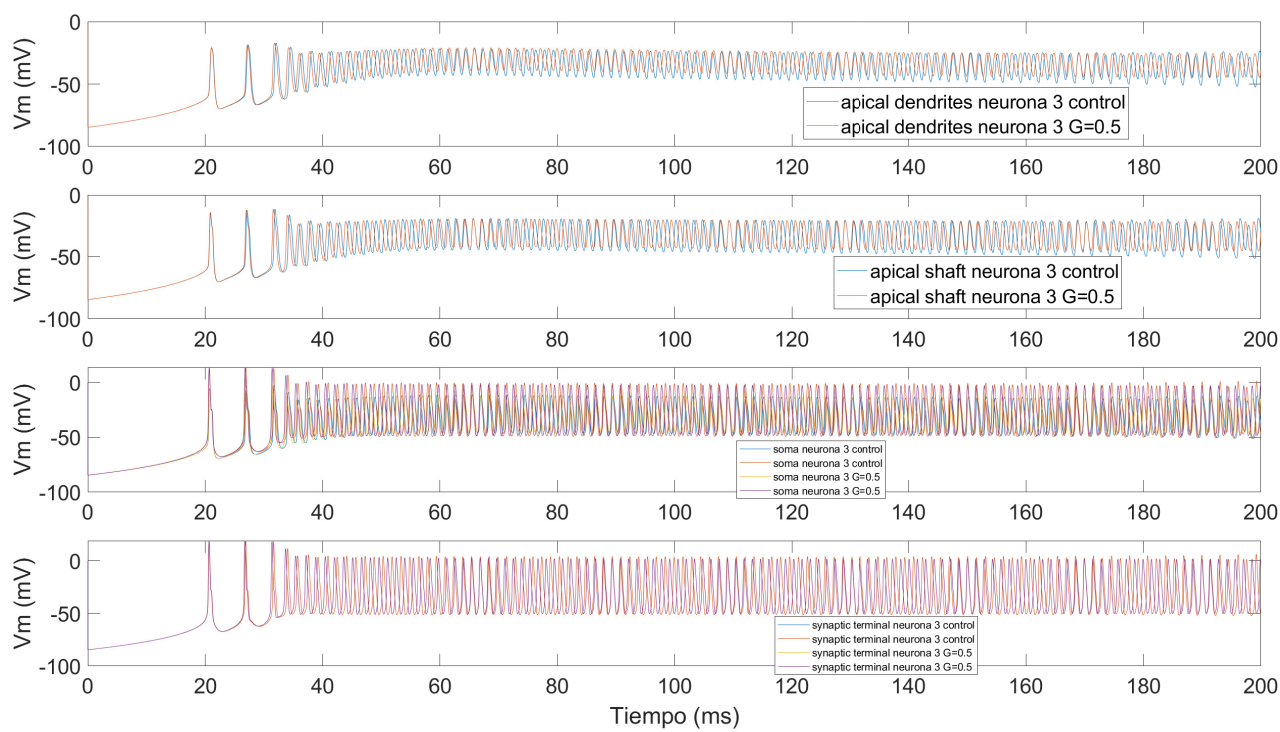 0
-50
-100
Vm (mV)
0 20 40 60 80 100 120 140 160 180 200
apical dendrites neurona 3 control
apical dendrites neurona 3 G=0.5
0
-50
-100
Vm (mV)
0 20 40 60 80 100 120 140 160 180 200
apical shaft neurona 3 control
apical shaft neurona 3 G=0.5
0
-50
-100
Vm (mV)
0 20 40 60 80 100 120 140 160 180 200
soma neurona 3 control
soma neurona 3 control
soma neurona 3 G=0.5
soma neurona 3 G=0.5
0
-50
-100
Vm (mV)
0 20 40 60 80 100 120 140 160 180 200
synaptic terminal neurona 3 control
synaptic terminal neurona 3 control
synaptic terminal neurona 3 G=0.5
synaptic terminal neurona 3 G=0.5
Tiempo (ms)